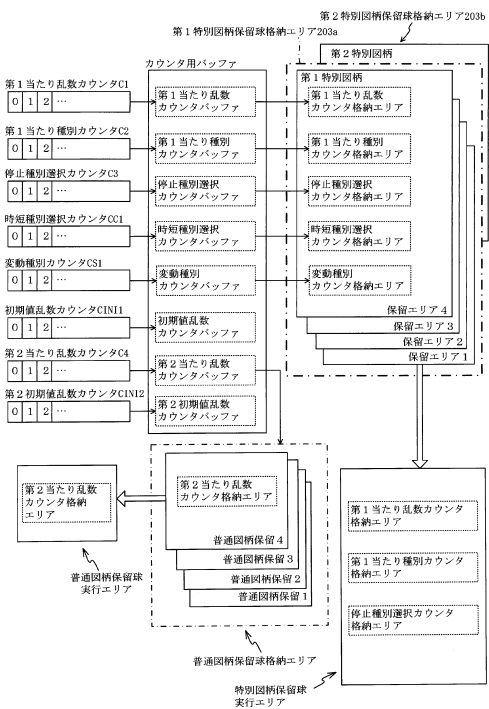 第2特別図柄保留球格納エリア203b
第1特別図柄保留球格納エリア203a
第2特別図柄
カウンタ用バッファ
第1特別図柄
第1当たり乱数カウンタC1
0 1 2 …
第1当たり乱数
カウンタバッファ
第1当たり乱数
カウンタ格納エリア
第1当たり種別カウンタC2
0 1 2 …
第1当たり種別
カウンタバッファ
第1当たり種別
カウンタ格納エリア
停止種別選択カウンタC3
0 1 2 …
停止種別選択
カウンタバッファ
停止種別選択
カウンタ格納エリア
時短種別選択カウンタCC1
0 1 2 …
時短種別選択
カウンタバッファ
時短種別選択
カウンタ格納エリア
変動種別カウンタCS1
0 1 2 …
変動種別
カウンタバッファ
変動種別
カウンタ格納エリア
初期値乱数カウンタCINI1
0 1 2 …
初期値乱数
カウンタバッファ
保留エリア4
保留エリア3
保留エリア2
保留エリア1
第2当たり乱数カウンタC4
0 1 2 …
第2当たり乱数
カウンタバッファ
第2初期値乱数カウンタCINI2
0 1 2 …
第2初期値乱数
カウンタバッファ
第2当たり乱数
カウンタ格納
エリア
普通図柄保留球
実行エリア
第2当たり乱数
カウンタ格納エリア
普通図柄保留4
普通図柄保留3
普通図柄保留2
普通図柄保留1
普通図柄保留球格納エリア
第1当たり乱数カウンタ
格納エリア
第1当たり種別カウンタ
格納エリア
停止種別選択カウンタ
格納エリア
特別図柄保留球
実行エリア